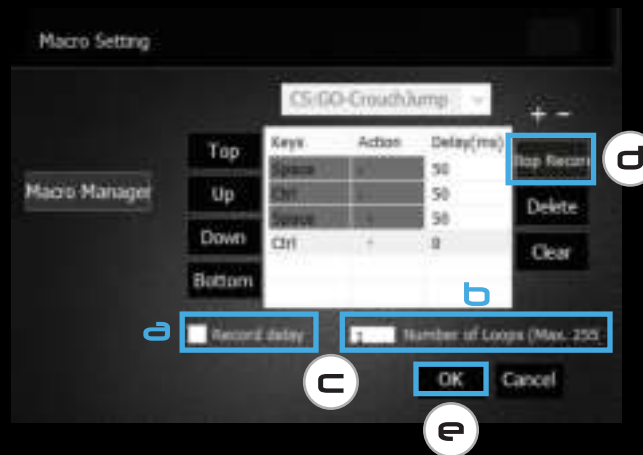 Macro Setting
CS:GO-CrouchJump
+ -
Top
Keys Action Delay(ms)
Stop Record
d
Space 50
Macro Manager
Up
Ctrl 50
Delete
Space 50
Down
Ctrl 0
Clear
Bottom
b
a
Record delay
1 Number of Loops (Max. 255
c
OK
Cancel
e